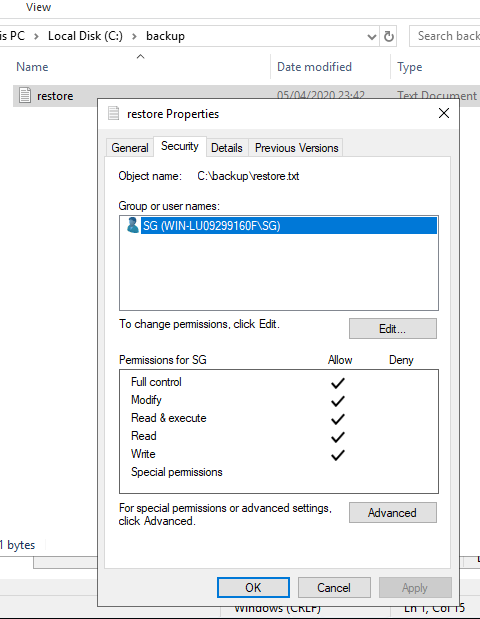 View
is PC > Local Disk (C:) > backup
Search back
Name
Date modified
Type
restore
05/04/2020 23:42
Text Document
restore Properties
General
Security
Details
Previous Versions
Object name:
C:\backup\restore.txt
Group or user names:
SG (WIN-LU09299160F\SG)
To change permissions, click Edit.
Edit...
Permissions for SG
Allow
Deny
Full control
Modify
Read & execute
Read
Write
Special permissions
For special permissions or advanced settings,
click Advanced.
Advanced
1 bytes
OK
Cancel
Apply
Windows (CRLF)
Ln 1, Col 15